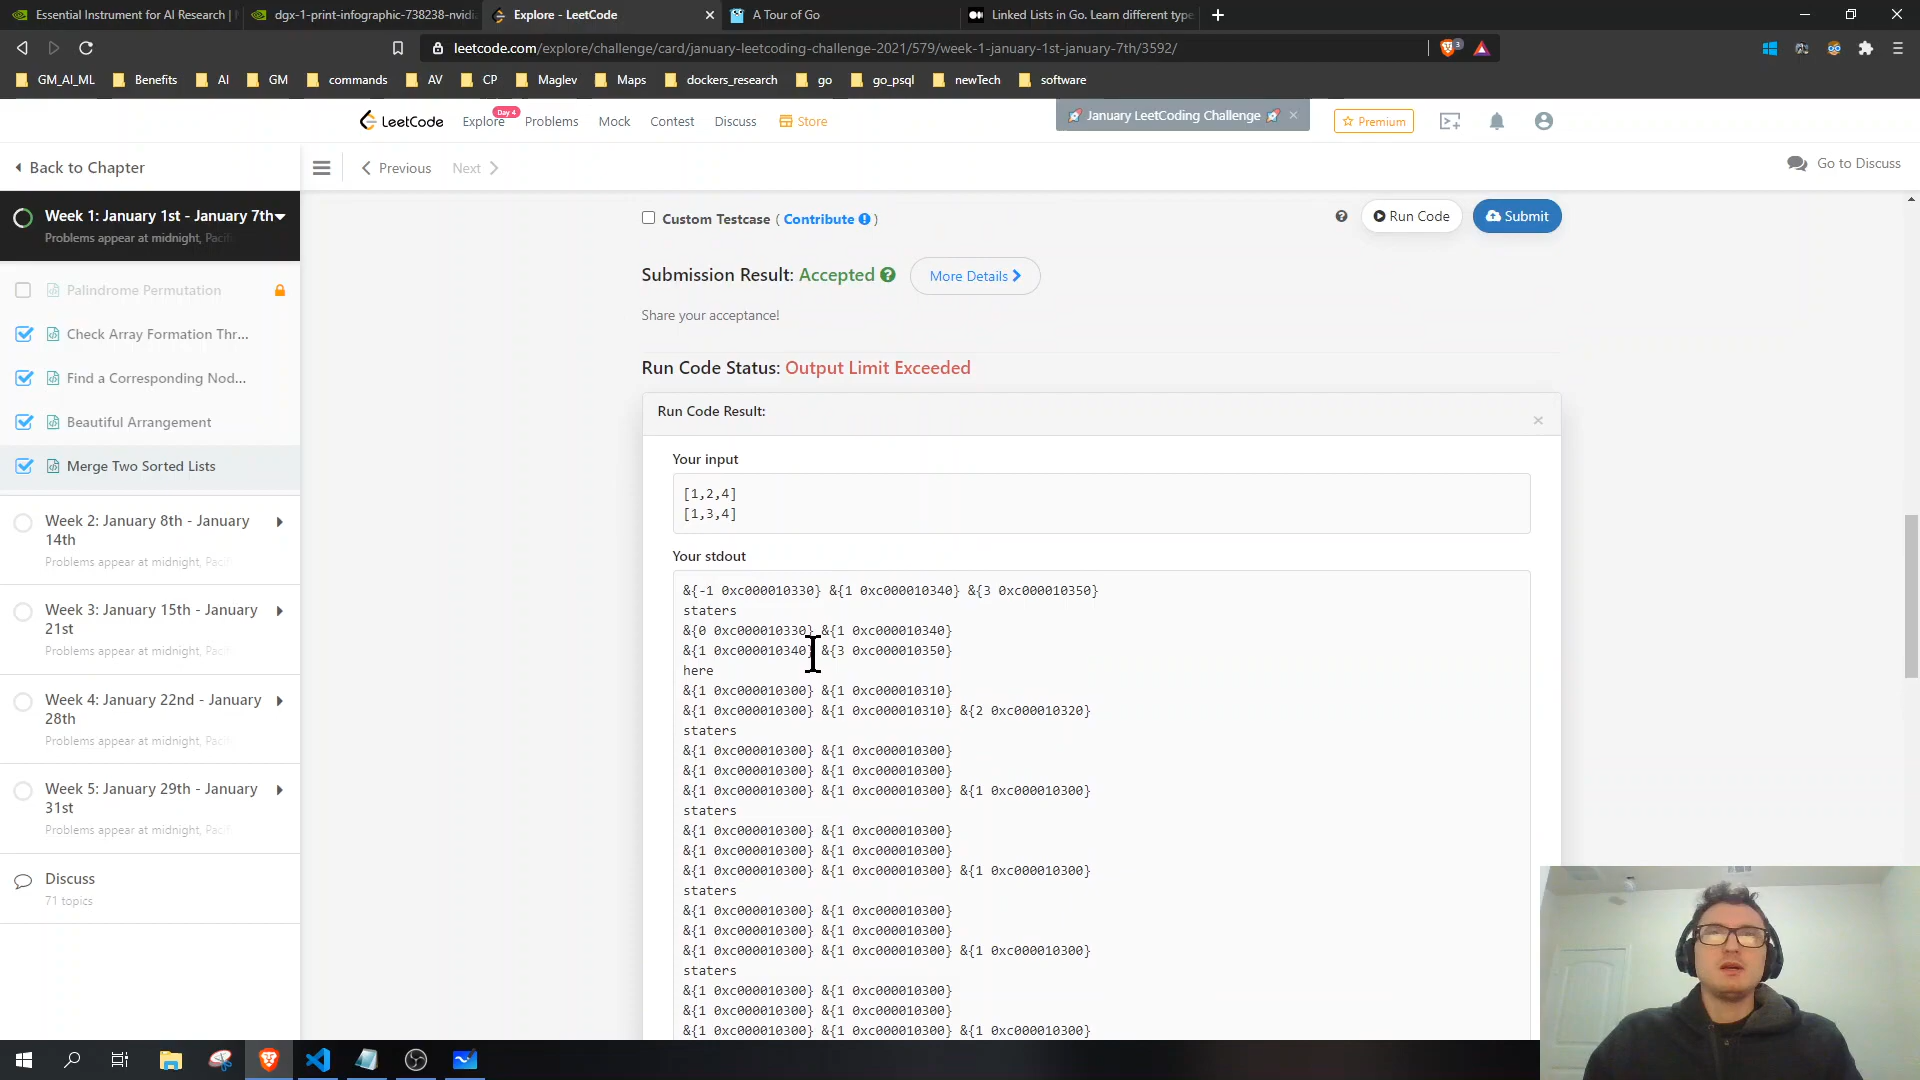 Essential Instrument for AI Research |
dgx-1-print-infographic-738238-nvidi
Explore - LeetCode
A Tour of Go
Linked Lists in Go. Learn different type
leetcode.com/explore/challenge/card/january-leetcoding-challenge-2021/579/week-1-january-1st-january-7th/3592/
GM_AI_ML Benefits AI GM commands AV CP Maglev Maps dockers_research go go_psql newTech software
LeetCode Explore Day 4 Problems Mock Contest Discuss Store
January LeetCoding Challenge
Premium
Back to Chapter
Previous Next
Go to Discuss
Week 1: January 1st - January 7th
Problems appear at midnight, Pacif
Palindrome Permutation
Check Array Formation Thr...
Find a Corresponding Nod...
Beautiful Arrangement
Merge Two Sorted Lists
Week 2: January 8th - January
14th
Problems appear at midnight, Pacif
Week 3: January 15th - January
21st
Problems appear at midnight, Pacif
Week 4: January 22nd - January
28th
Problems appear at midnight, Pacif
Week 5: January 29th - January
31st
Problems appear at midnight, Pacif
Discuss
71 topics
Custom Testcase ( Contribute )
Run Code
Submit
Submission Result: Accepted
More Details
Share your acceptance!
Run Code Status: Output Limit Exceeded
Run Code Result:
Your input
[1,2,4]
[1,3,4]
Your stdout
&{-1 0xc000010330} &{1 0xc000010340} &{3 0xc000010350}
staters
&{0 0xc000010330} &{1 0xc000010340}
&{1 0xc000010340} &{3 0xc000010350}
here
&{1 0xc000010300} &{1 0xc000010310}
&{1 0xc000010300} &{1 0xc000010310} &{2 0xc000010320}
staters
&{1 0xc000010300} &{1 0xc000010300}
&{1 0xc000010300} &{1 0xc000010300}
&{1 0xc000010300} &{1 0xc000010300} &{1 0xc000010300}
staters
&{1 0xc000010300} &{1 0xc000010300}
&{1 0xc000010300} &{1 0xc000010300}
&{1 0xc000010300} &{1 0xc000010300} &{1 0xc000010300}
staters
&{1 0xc000010300} &{1 0xc000010300}
&{1 0xc000010300} &{1 0xc000010300}
&{1 0xc000010300} &{1 0xc000010300} &{1 0xc000010300}
staters
&{1 0xc000010300} &{1 0xc000010300}
&{1 0xc000010300} &{1 0xc000010300}
&{1 0xc000010300} &{1 0xc000010300} &{1 0xc000010300}